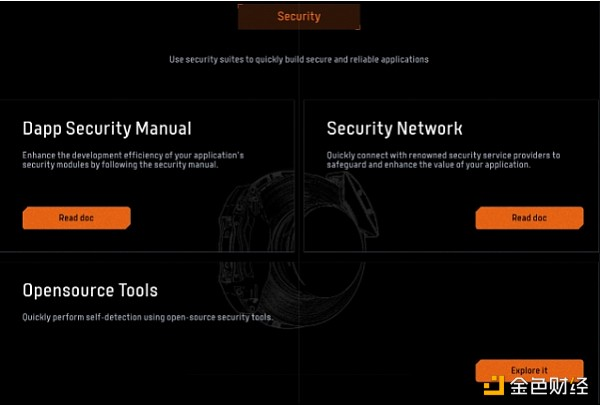 Security
Use security suites to quickly build secure and reliable applications
Dapp Security Manual
Enhance the development efficiency of your application's
security modules by following the security manual.
Read doc
Security Network
Quickly connect with renowned security service providers to
safeguard and enhance the value of your application.
Read doc
Opensource Tools
Quickly perform self-detection using open-source security tools.
Explore it
金色财经